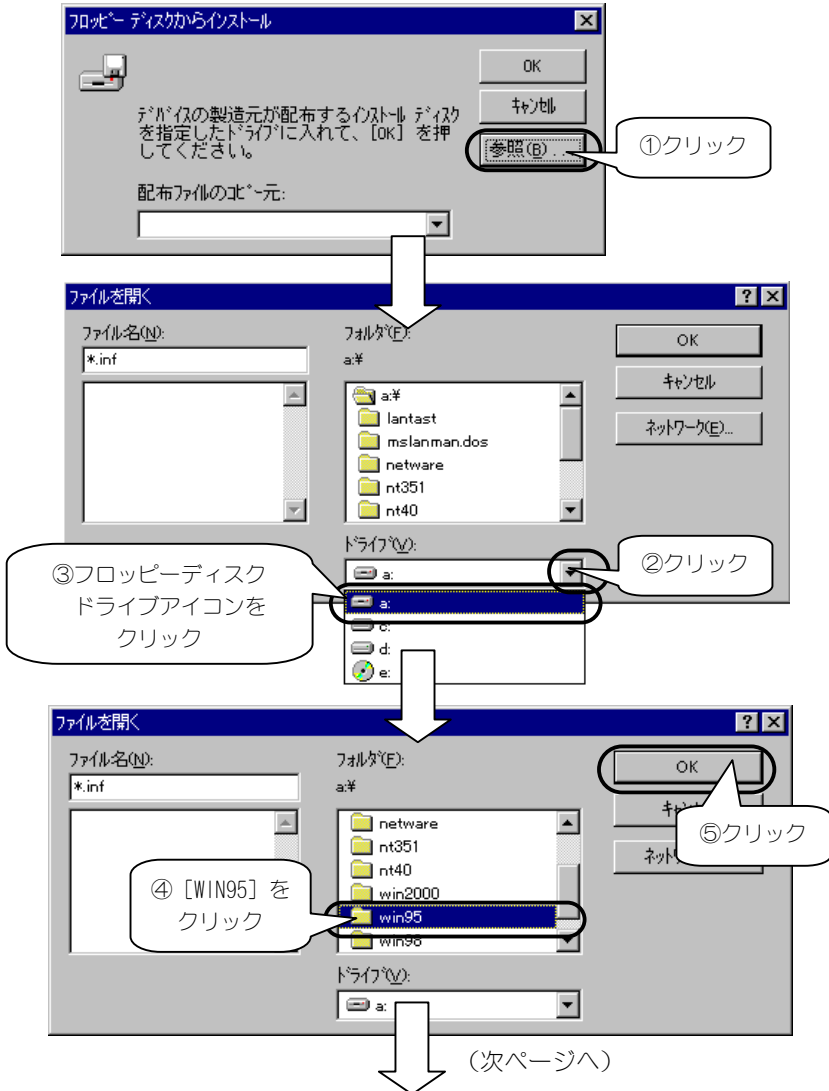 フロッピー ディスクからインストール
OK
デバイスの製造元が配布するインストール ディスク
を指定したドライブに入れて、[OK] を押
してください。
キャンセル
参照(B)...
①クリック
配布ファイルのコピー元:
ファイルを開く
ファイル名(N):
*.inf
フォルダ(F):
a:¥
a:¥
lantast
mslanman.dos
netware
nt351
nt40
OK
キャンセル
ネットワーク(E)...
ドライブ(V):
a:
②クリック
③フロッピーディスク
ドライブアイコンを
クリック
a:
c:
d:
e:
ファイルを開く
ファイル名(N):
*.inf
フォルダ(F):
a:¥
netware
nt351
nt40
win2000
win95
win98
OK
⑤クリック
④［WIN95］を
クリック
ドライブ(V):
a:
（次ページへ）